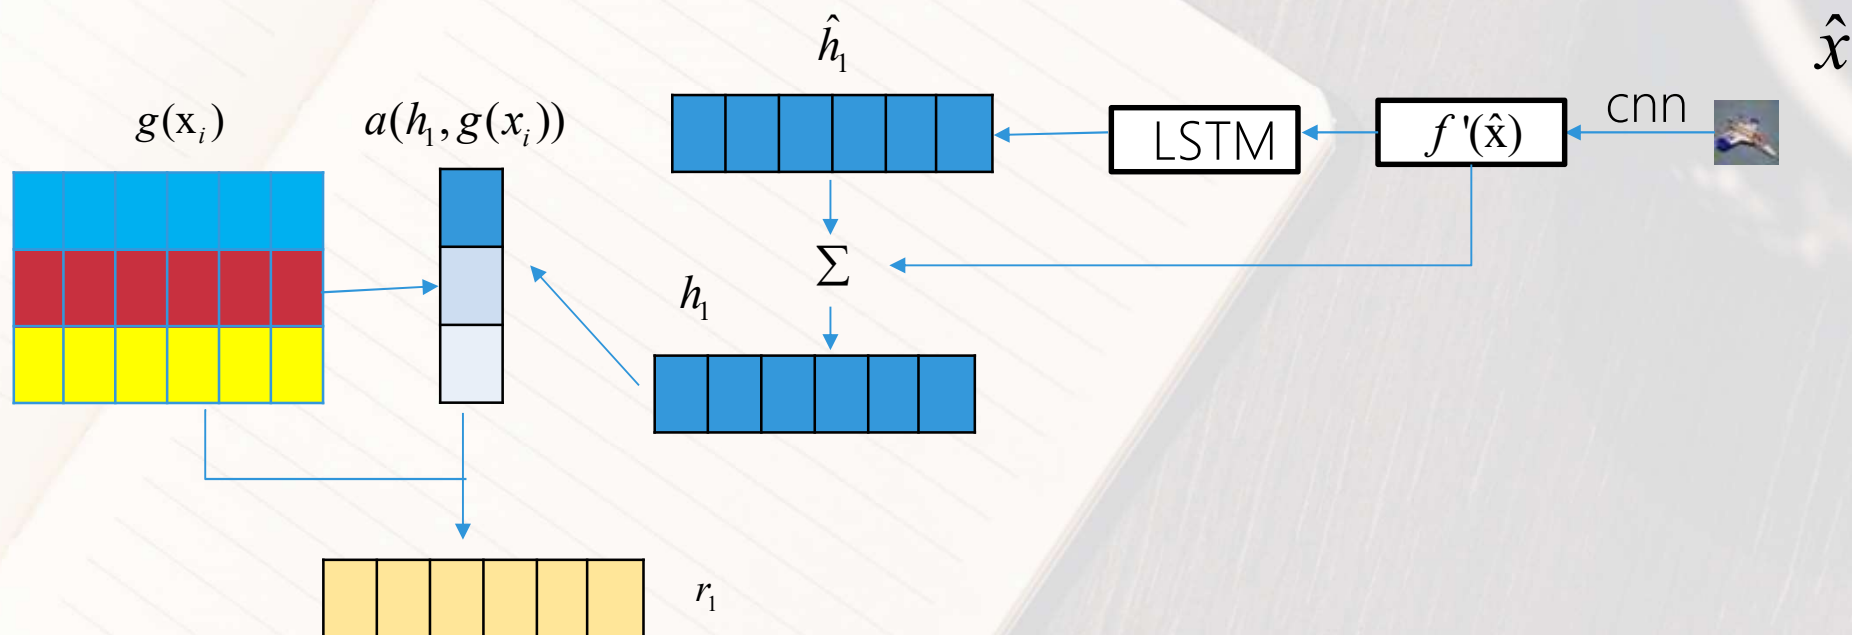 ĥ₁
x̂
g(xᵢ)
a(h₁, g(xᵢ))
LSTM
f'(x̂)
cnn
∑
h₁
r₁